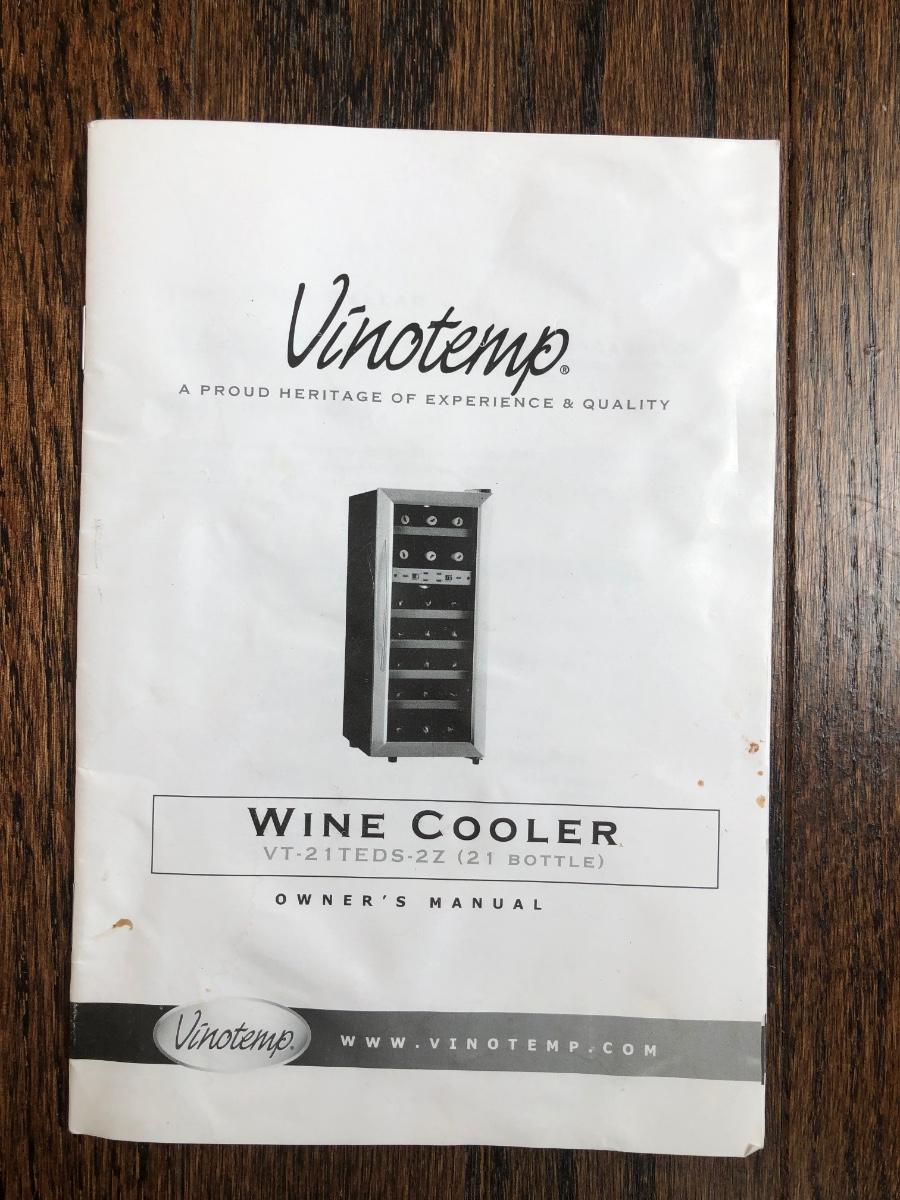 Vinotemp®
A PROUD HERITAGE OF EXPERIENCE & QUALITY
WINE COOLER
VT-21TEDS-2Z (21 BOTTLE)
OWNER'S MANUAL
Vinotemp®
WWW.VINOTEMP.COM